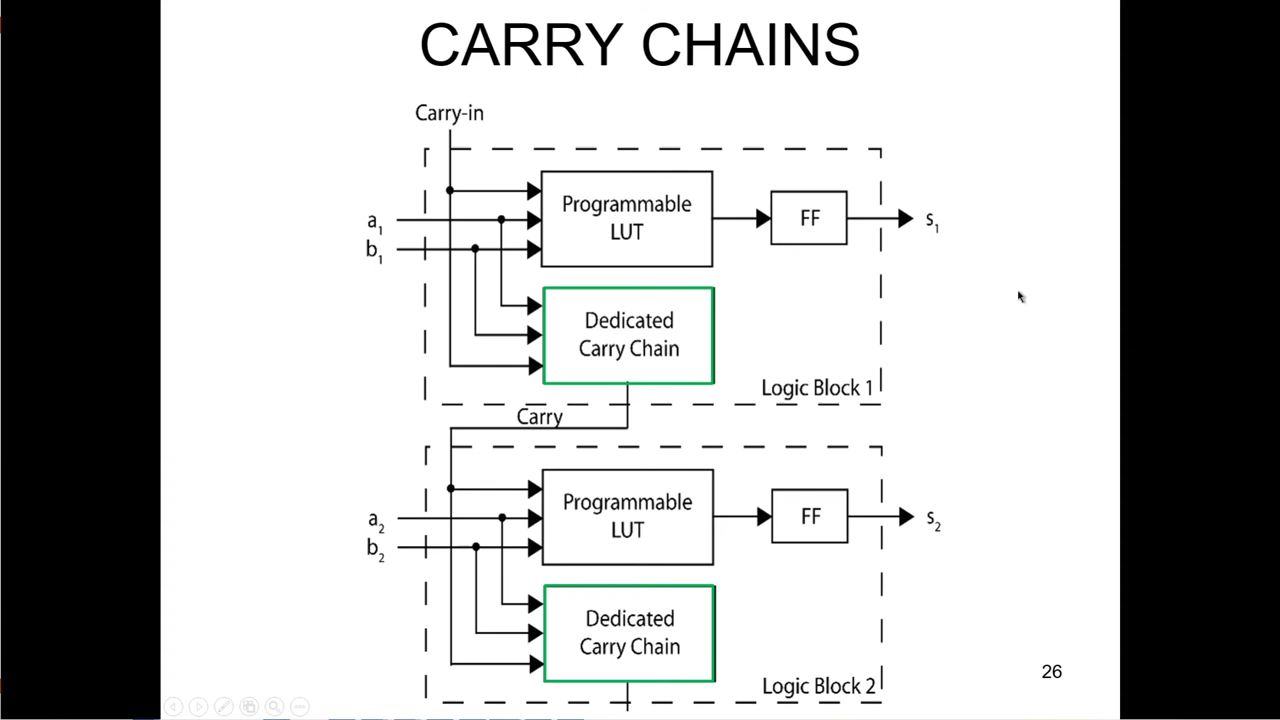 CARRY CHAINS
Carry-in
a₁
b₁
Programmable
LUT
FF
s₁
Dedicated
Carry Chain
Logic Block 1
Carry
a₂
b₂
Programmable
LUT
FF
s₂
Dedicated
Carry Chain
Logic Block 2
26